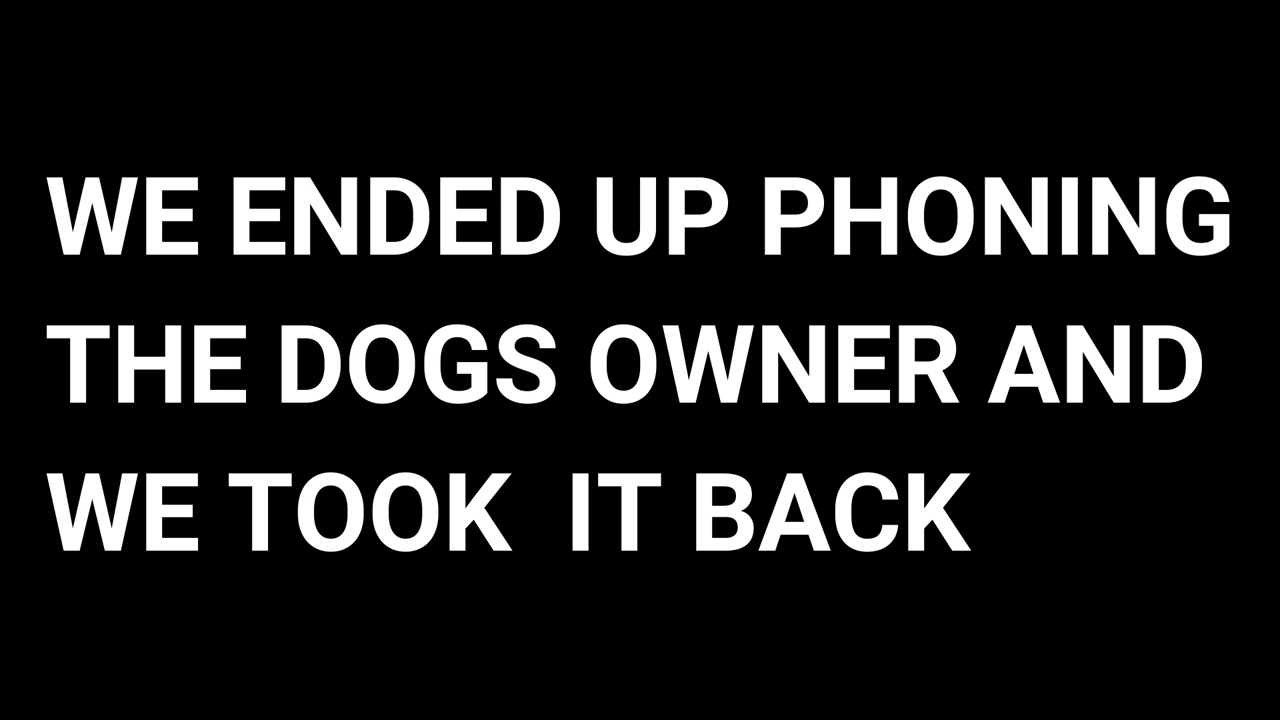 WE ENDED UP PHONING
THE DOGS OWNER AND
WE TOOK  IT BACK